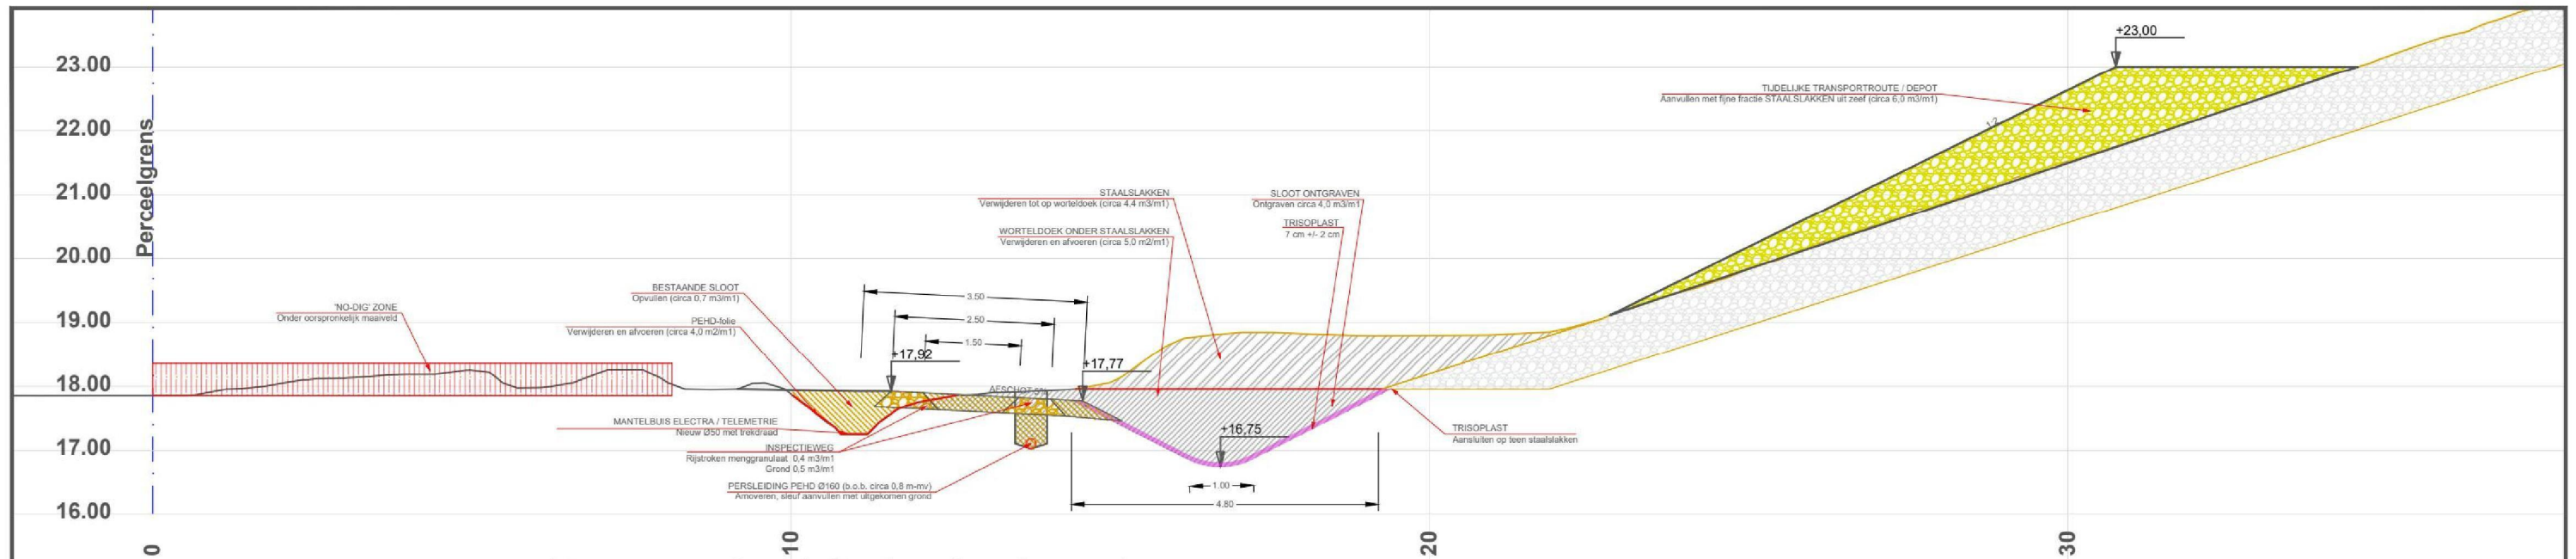 +23,00
23.00
TIJDELIJKE TRANSPORTROUTE / DEPOT
Aanvullen met fijne fractie STAALSLAKKEN uit zeef (circa 6,0 m3/m1)
22.00
1:2
Perceelgrens
21.00
STAALSLAKKEN
Verwijderen tot op worteldoek (circa 4,4 m3/m1)
SLOOT ONTGRAVEN
Ontgraven circa 4,0 m3/m1
TRISOPLAST
7 cm +/- 2 cm
WORTELDOEK ONDER STAALSLAKKEN
Verwijderen en afvoeren (circa 5,0 m2/m1)
20.00
BESTAANDE SLOOT
Opvullen (circa 0,7 m3/m1)
3.50
'NO-DIG' ZONE
Onder oorspronkelijk maaiveld
19.00
PEHD-folie
Verwijderen en afvoeren (circa 4,0 m2/m1)
2.50
1.50
+17,92
+17,77
18.00
AFSCHOT
MANTELBUIS ELECTRA / TELEMETRIE
Nieuw Ø50 met trekdraad
+16,75
TRISOPLAST
Aansluiten op teen staalslakken
17.00
INSPECTIEWEG
Rijstroken menggranulaat 0,4 m3/m1
Grond 0,5 m3/m1
PERSLEIDING PEHD Ø160 (b.o.b. circa 0,8 m-mv)
Amoveren, sleuf aanvullen met uitgekomen grond
1.00
4.80
16.00
0
10
20
30